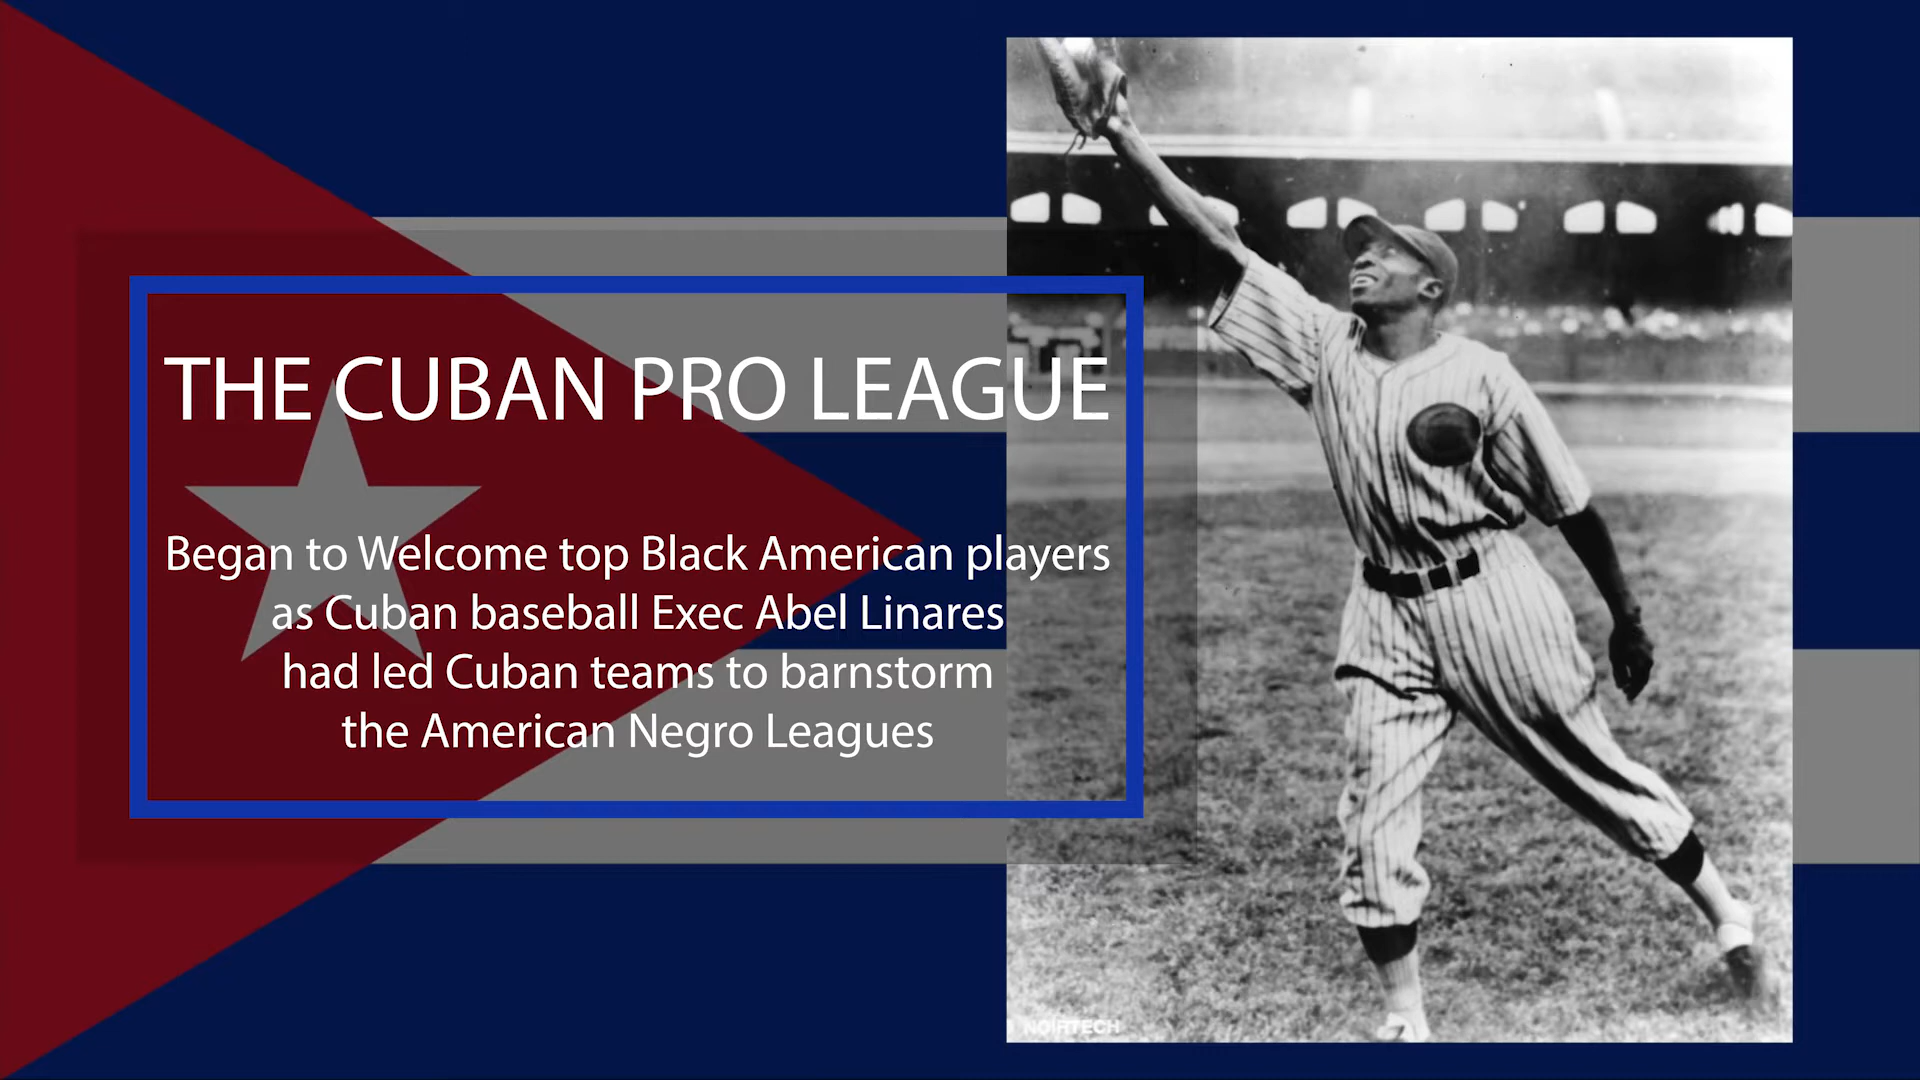 THE CUBAN PRO LEAGUE
Began to Welcome top Black American players
as Cuban baseball Exec Abel Linares
had led Cuban teams to barnstorm
the American Negro Leagues
NOIRTECH